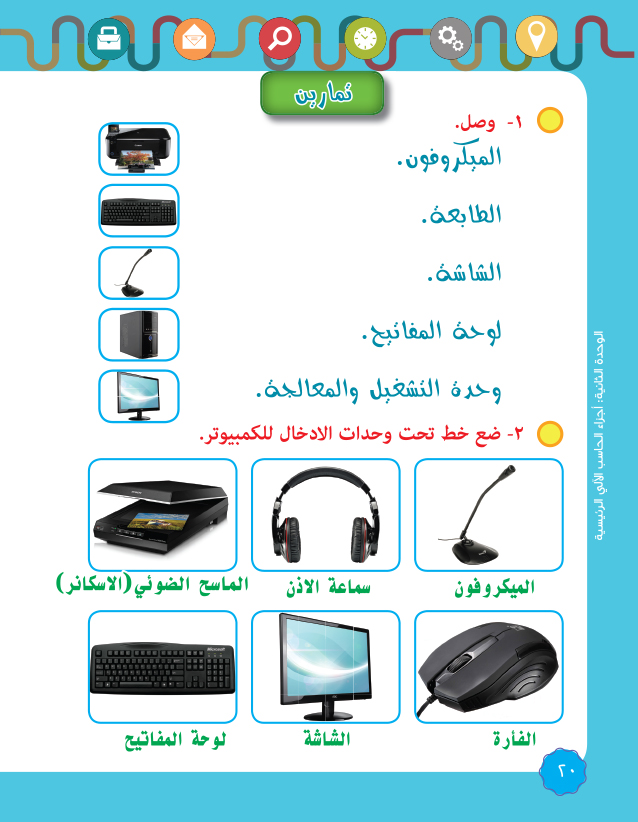 تمارين
١- وصل.
الميكروفون.
الطابعة.
الشاشة.
لوحة المفاتيح.
وحدة التشغيل والمعالجة.
٢- ضع خط تحت وحدات الادخال للكمبيوتر.
الميكروفون
سماعة الاذن
الماسح الضوئي (الاسكانر)
الفأرة
الشاشة
لوحة المفاتيح
الوحدة الثانية: أجزاء الحاسب الآلي الرئيسية
٢٠